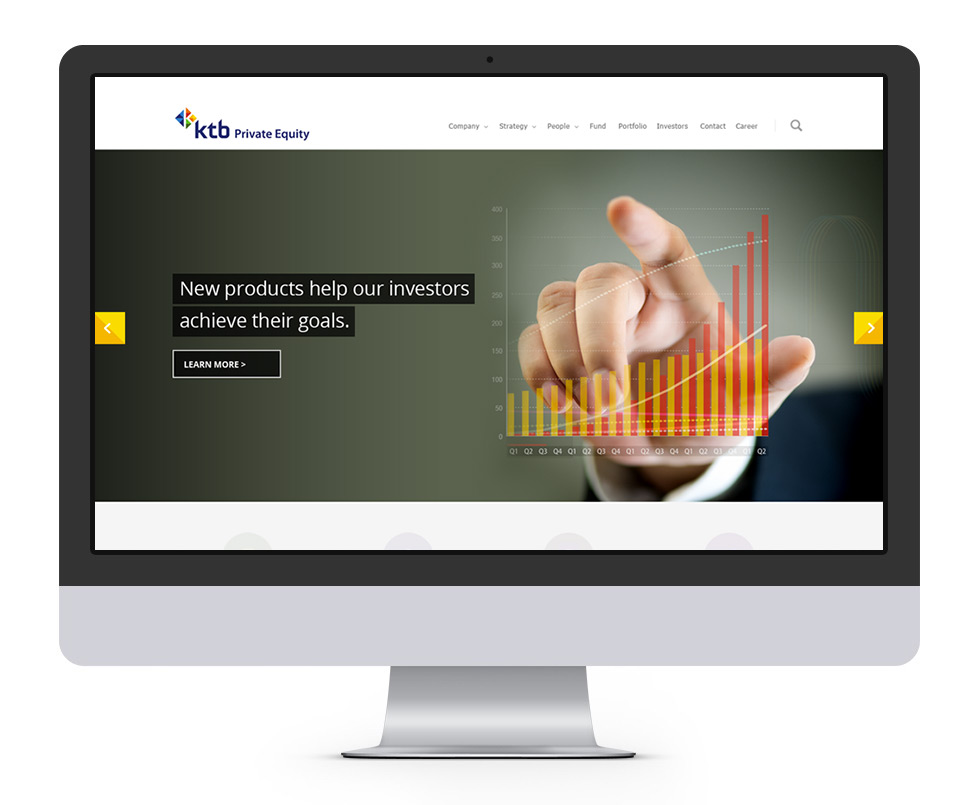 ktb Private Equity
Company Strategy People Fund Portfolio Investors Contact Career
New products help our investors
achieve their goals.
LEARN MORE >
400
350
300
250
200
150
100
50
0
Q1 Q2 Q3 Q4 Q1 Q2 Q3 Q4 Q1 Q2 Q3 Q4 Q1 Q2 Q3 Q4 Q1 Q2